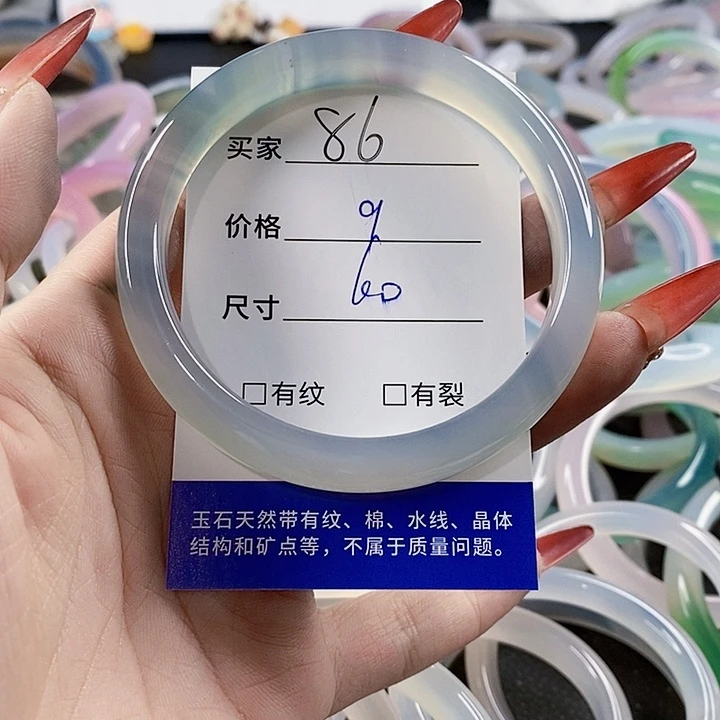 买家 86
价格 9
尺寸 60
□有纹 □有裂
玉石天然带有纹、棉、水线、晶体
结构和矿点等，不属于质量问题。